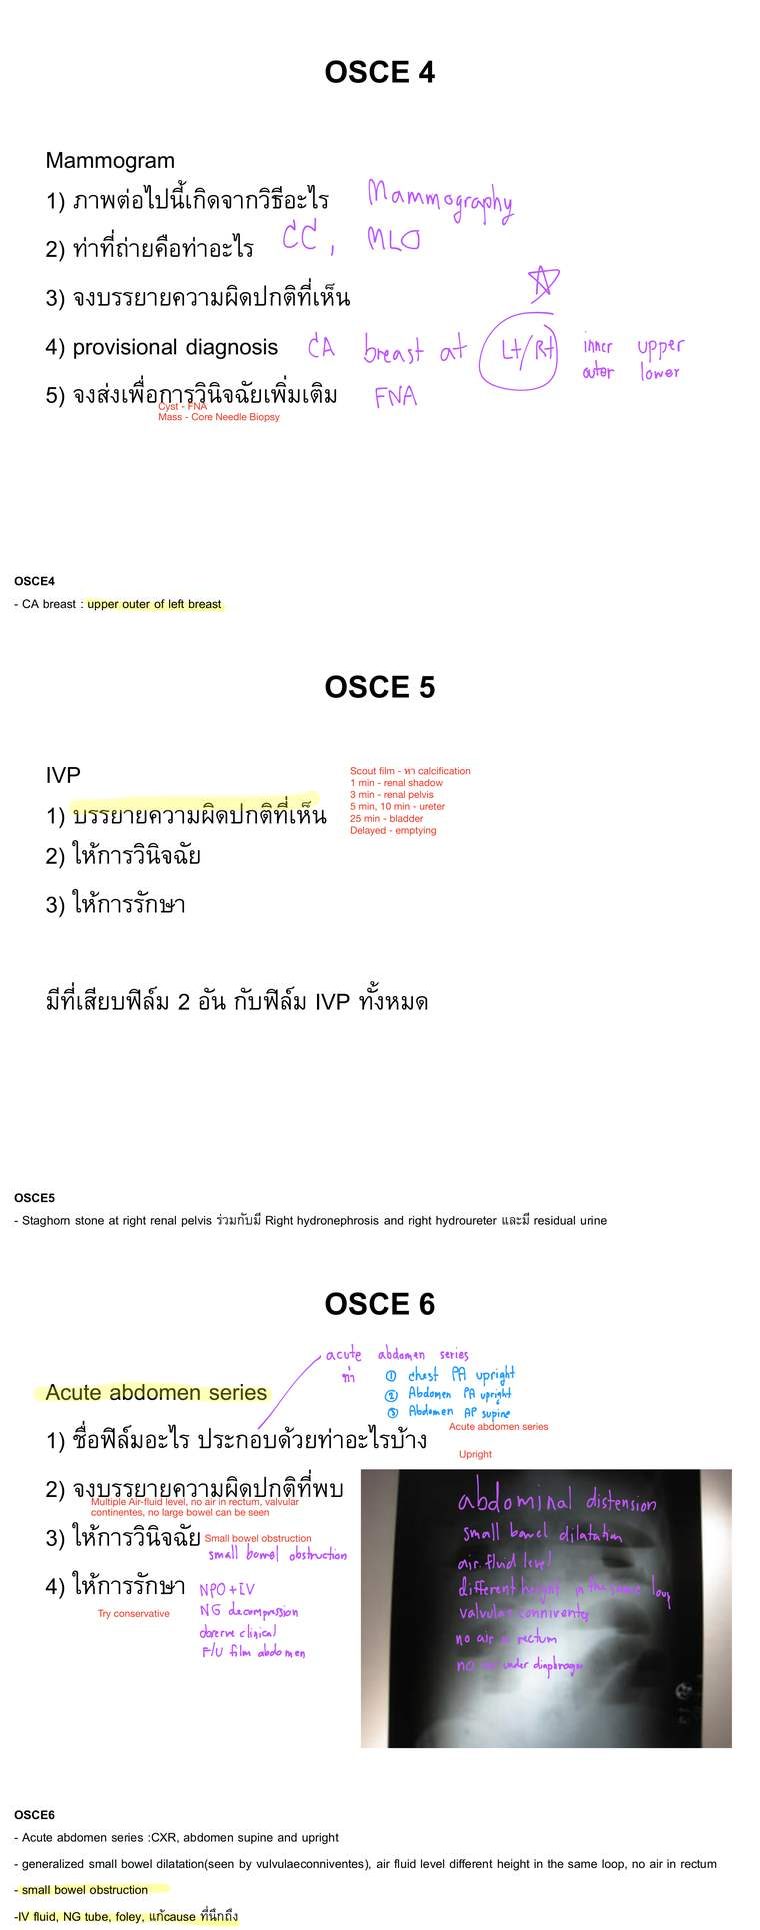 OSCE 4
Mammogram
1) ภาพต่อไปนี้เกิดจากวิธีอะไร Mammography
2) ท่าที่ถ่ายคือท่าอะไร CC, MLO
3) จงบรรยายความผิดปกติที่เห็น
4) provisional diagnosis CA breast at Lt/Rt inner upper
outer lower
5) จงส่งเพื่อการวินิจฉัยเพิ่มเติม FNA
Cyst - FNA
Mass - Core Needle Biopsy
OSCE4
- CA breast : upper outer of left breast
OSCE 5
IVP
Scout film - หา calcification
1 min - renal shadow
3 min - renal pelvis
5 min, 10 min - ureter
25 min - bladder
Delayed - emptying
1) บรรยายความผิดปกติที่เห็น
2) ให้การวินิจฉัย
3) ให้การรักษา
มีที่เสียบฟิล์ม 2 อัน กับฟิล์ม IVP ทั้งหมด
OSCE5
- Staghorn stone at right renal pelvis ร่วมกับมี Right hydronephrosis and right hydroureter และมี residual urine
OSCE 6
acute abdomen series
ท่า ① chest PA upright
② Abdomen PA upright
③ Abdomen AP supine
Acute abdomen series
Acute abdomen series
1) ชื่อฟิล์มอะไร ประกอบด้วยท่าอะไรบ้าง
Upright
2) จงบรรยายความผิดปกติที่พบ
Multiple Air-fluid level, no air in rectum, valvular
continentes, no large bowel can be seen
3) ให้การวินิจฉัย Small bowel obstruction
small bowel obstruction
4) ให้การรักษา NPO + IV
Try conservative
NG decompression
observe clinical
F/U film abdomen
abdominal distension
small bowel dilatation
air fluid level
different height in the same loop
valvular conniventes
no air in rectum
no air under diaphragm
OSCE6
- Acute abdomen series :CXR, abdomen supine and upright
- generalized small bowel dilatation(seen by vulvulaeconniventes), air fluid level different height in the same loop, no air in rectum
- small bowel obstruction
-IV fluid, NG tube, foley, แก้cause ที่นึกถึง